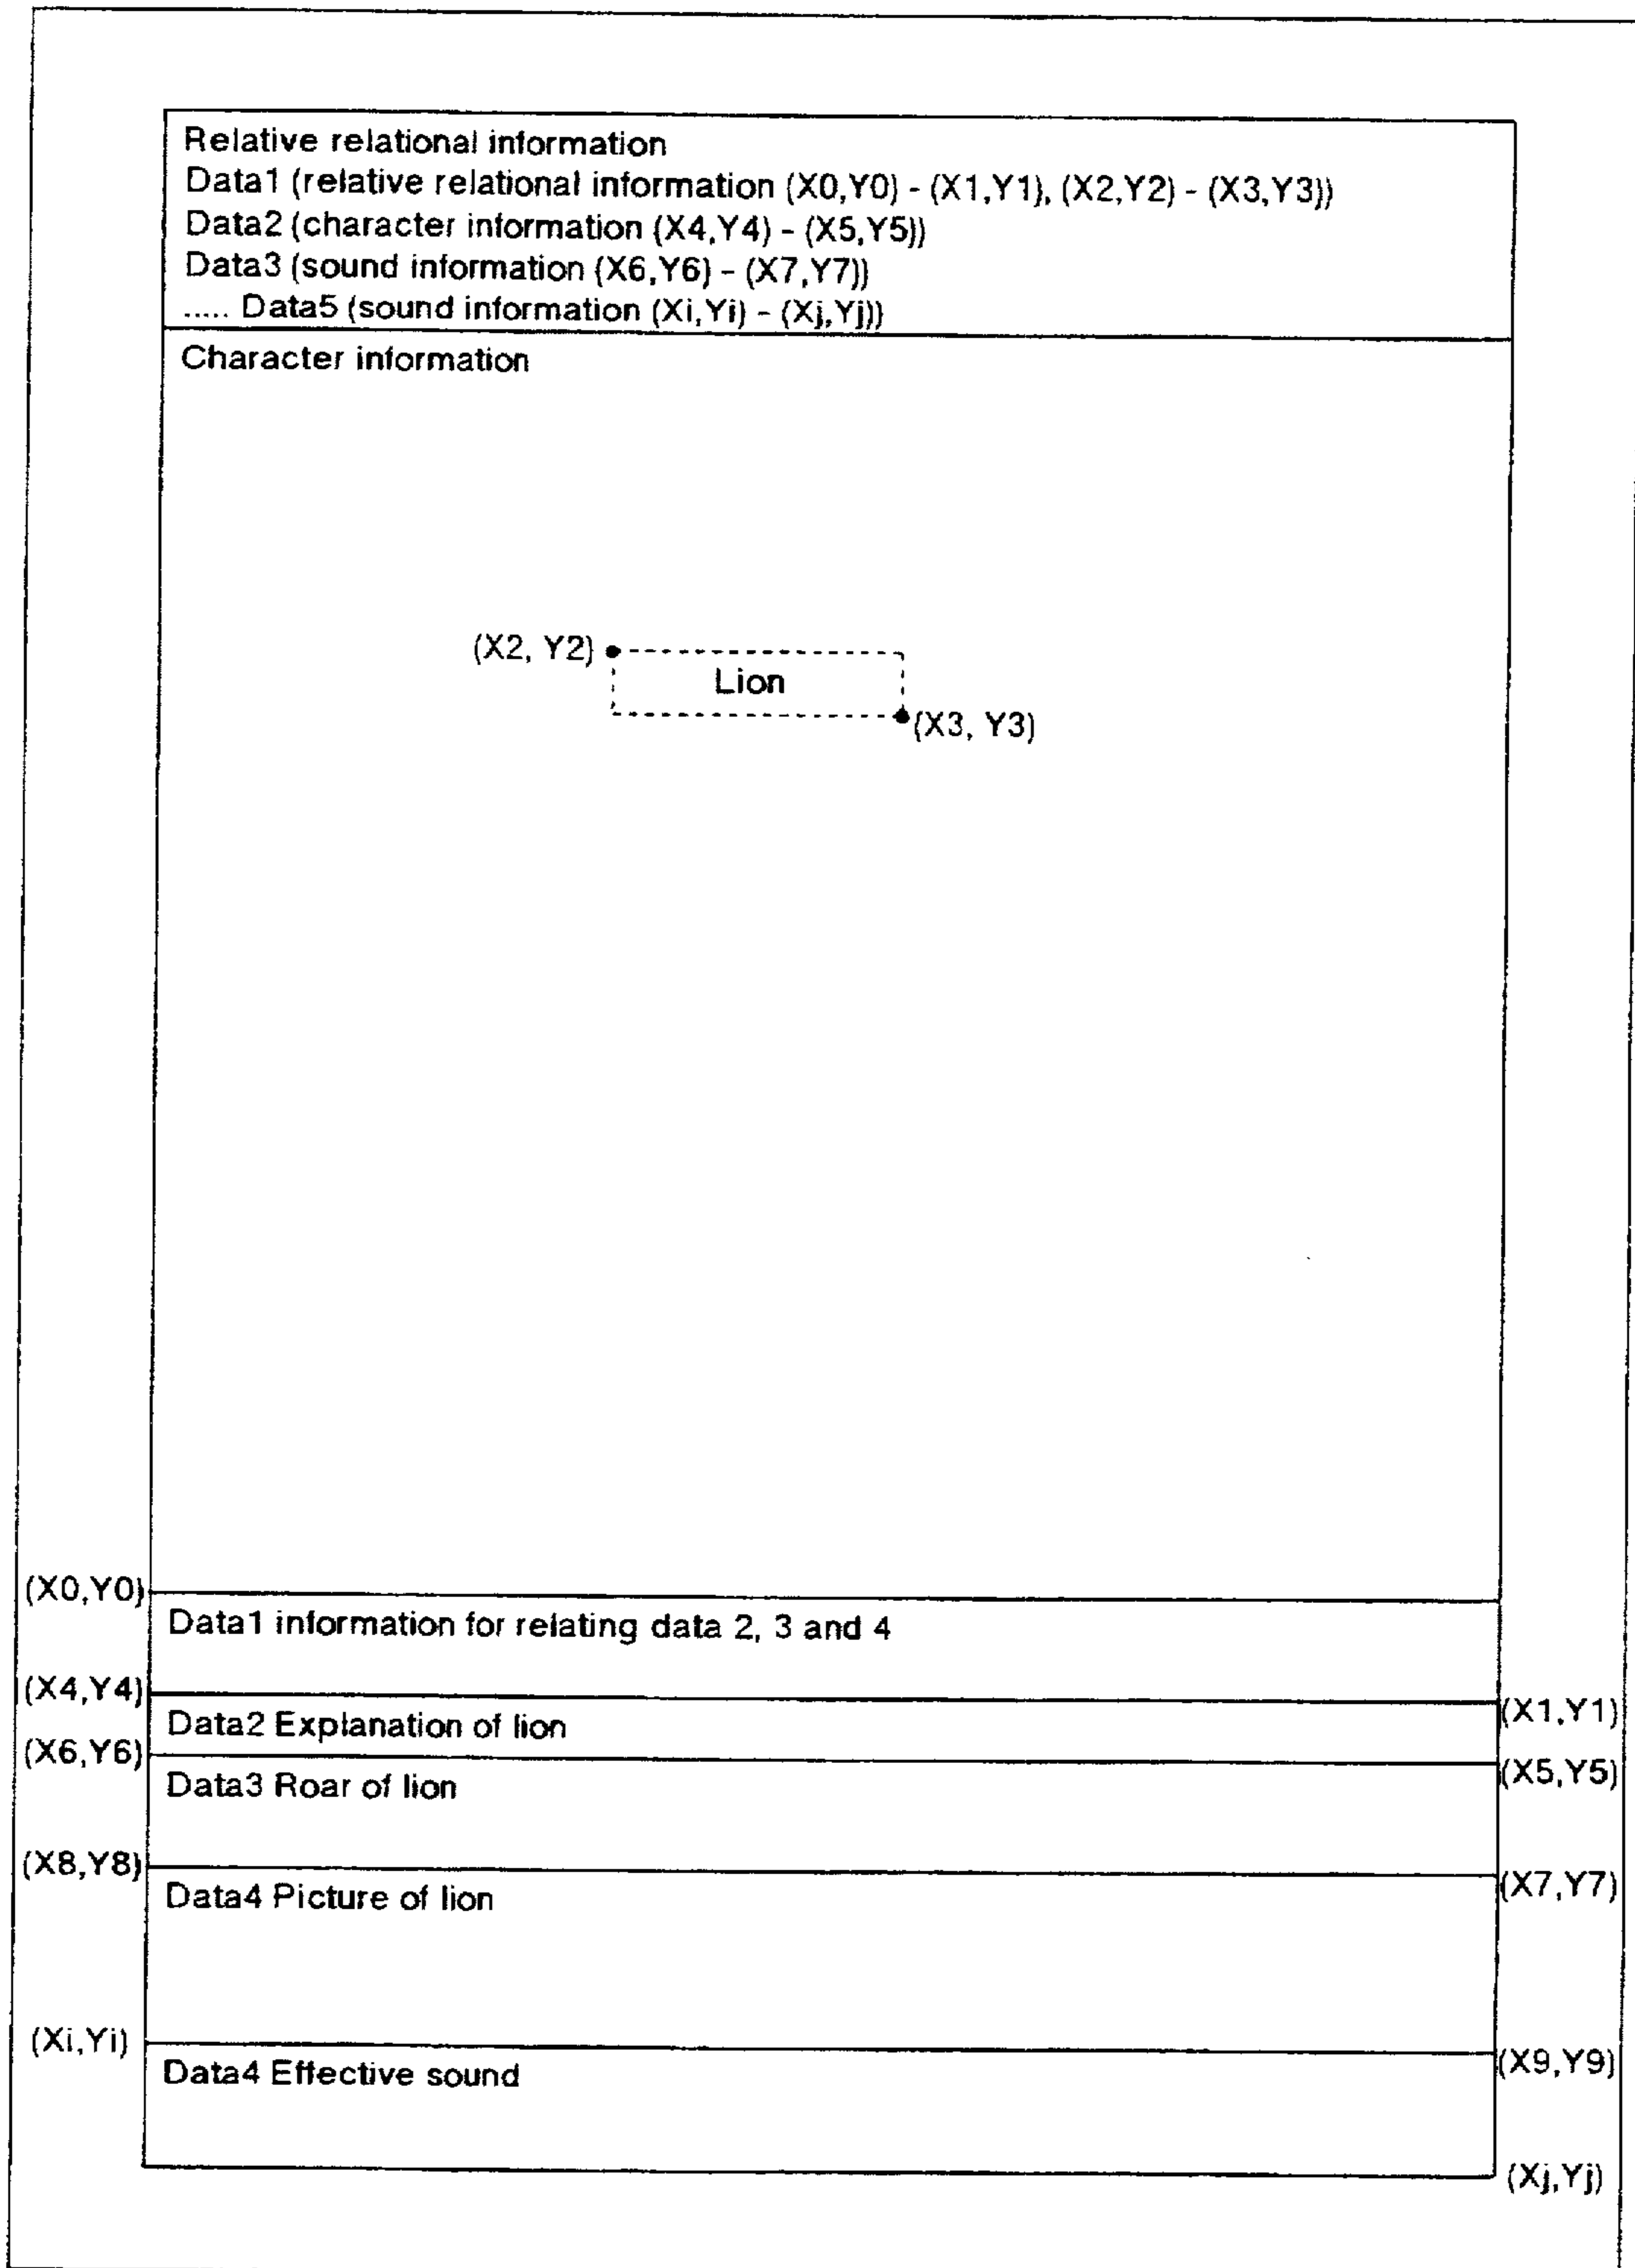 Relative relational information
Data1 (relative relational information (X0,Y0) - (X1,Y1), (X2,Y2) - (X3,Y3))
Data2 (character information (X4,Y4) - (X5,Y5))
Data3 (sound information (X6,Y6) - (X7,Y7))
..... Data5 (sound information (Xi,Yi) - (Xj,Yj))
Character information
(X2, Y2)
Lion
(X3, Y3)
(X0,Y0)
Data1 information for relating data 2, 3 and 4
(X4,Y4)
(X1,Y1)
Data2 Explanation of lion
(X6,Y6)
(X5,Y5)
Data3 Roar of lion
(X8,Y8)
(X7,Y7)
Data4 Picture of lion
(Xi,Yi)
(X9,Y9)
Data4 Effective sound
(Xj,Yj)